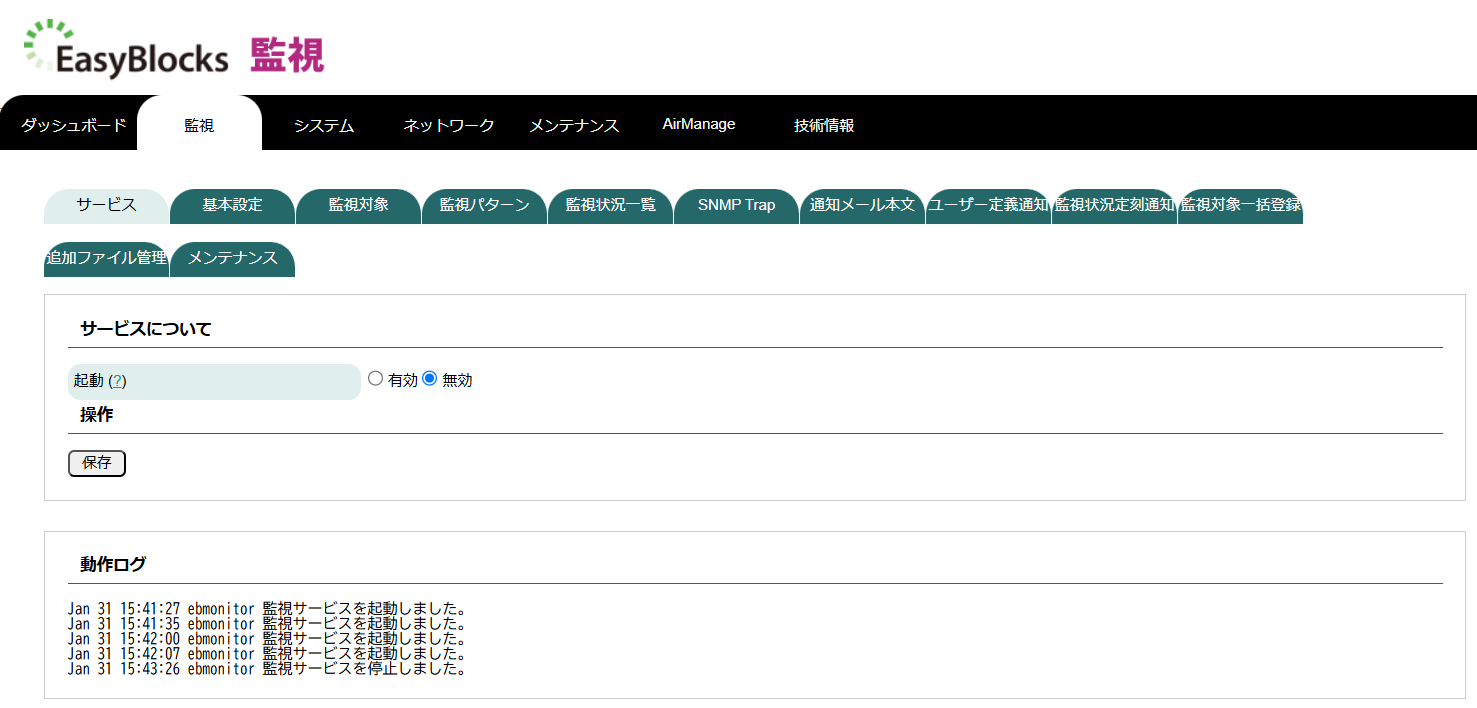 EasyBlocks 監視
ダッシュボード 監視 システム ネットワーク メンテナンス AirManage 技術情報
サービス 基本設定 監視対象 監視パターン 監視状況一覧 SNMP Trap 通知メール本文 ユーザー定義通知 監視状況定刻通知 監視対象一括登録
追加ファイル管理 メンテナンス
サービスについて
起動 (?) 有効 無効
操作
保存
動作ログ
Jan 31 15:41:27 ebmonitor 監視サービスを起動しました。
Jan 31 15:41:35 ebmonitor 監視サービスを起動しました。
Jan 31 15:42:00 ebmonitor 監視サービスを起動しました。
Jan 31 15:42:07 ebmonitor 監視サービスを起動しました。
Jan 31 15:43:26 ebmonitor 監視サービスを停止しました。